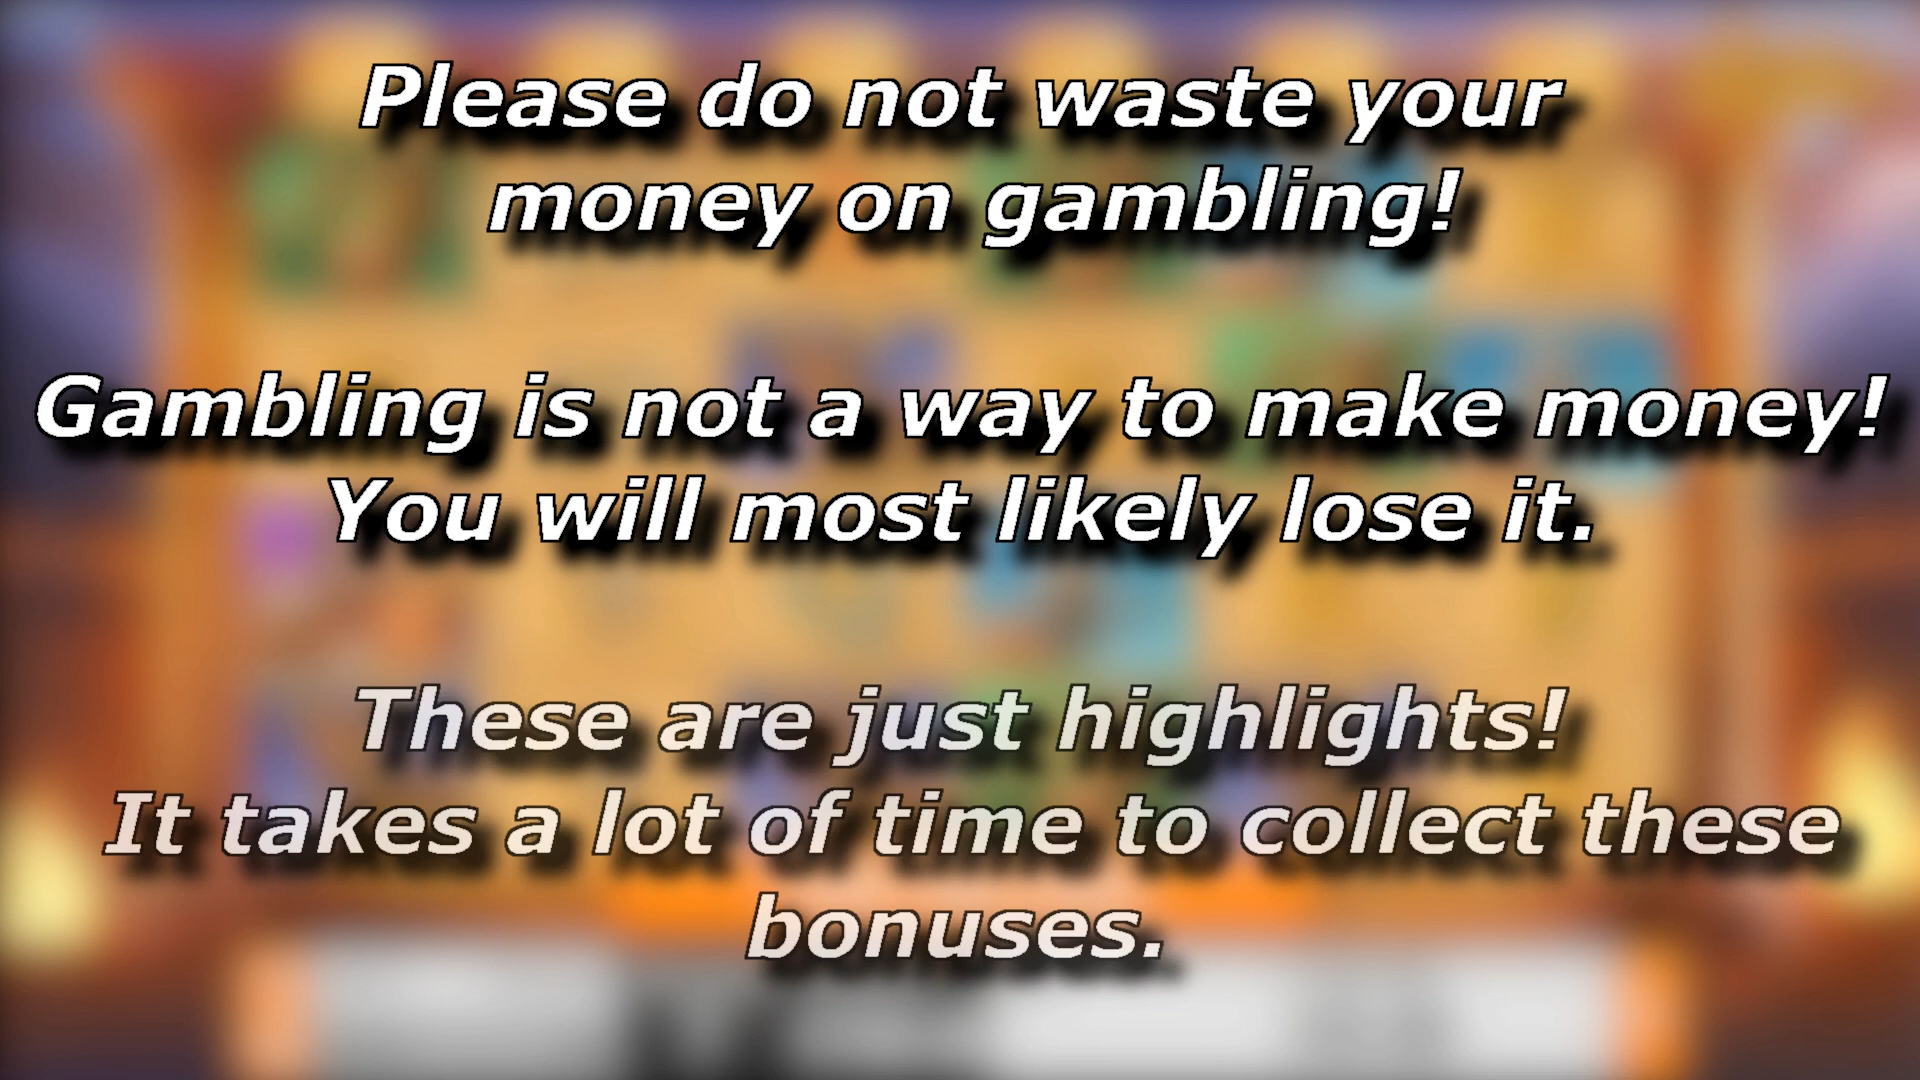 Please do not waste your
money on gambling!
Gambling is not a way to make money!
You will most likely lose it.
These are just highlights!
It takes a lot of time to collect these
bonuses.